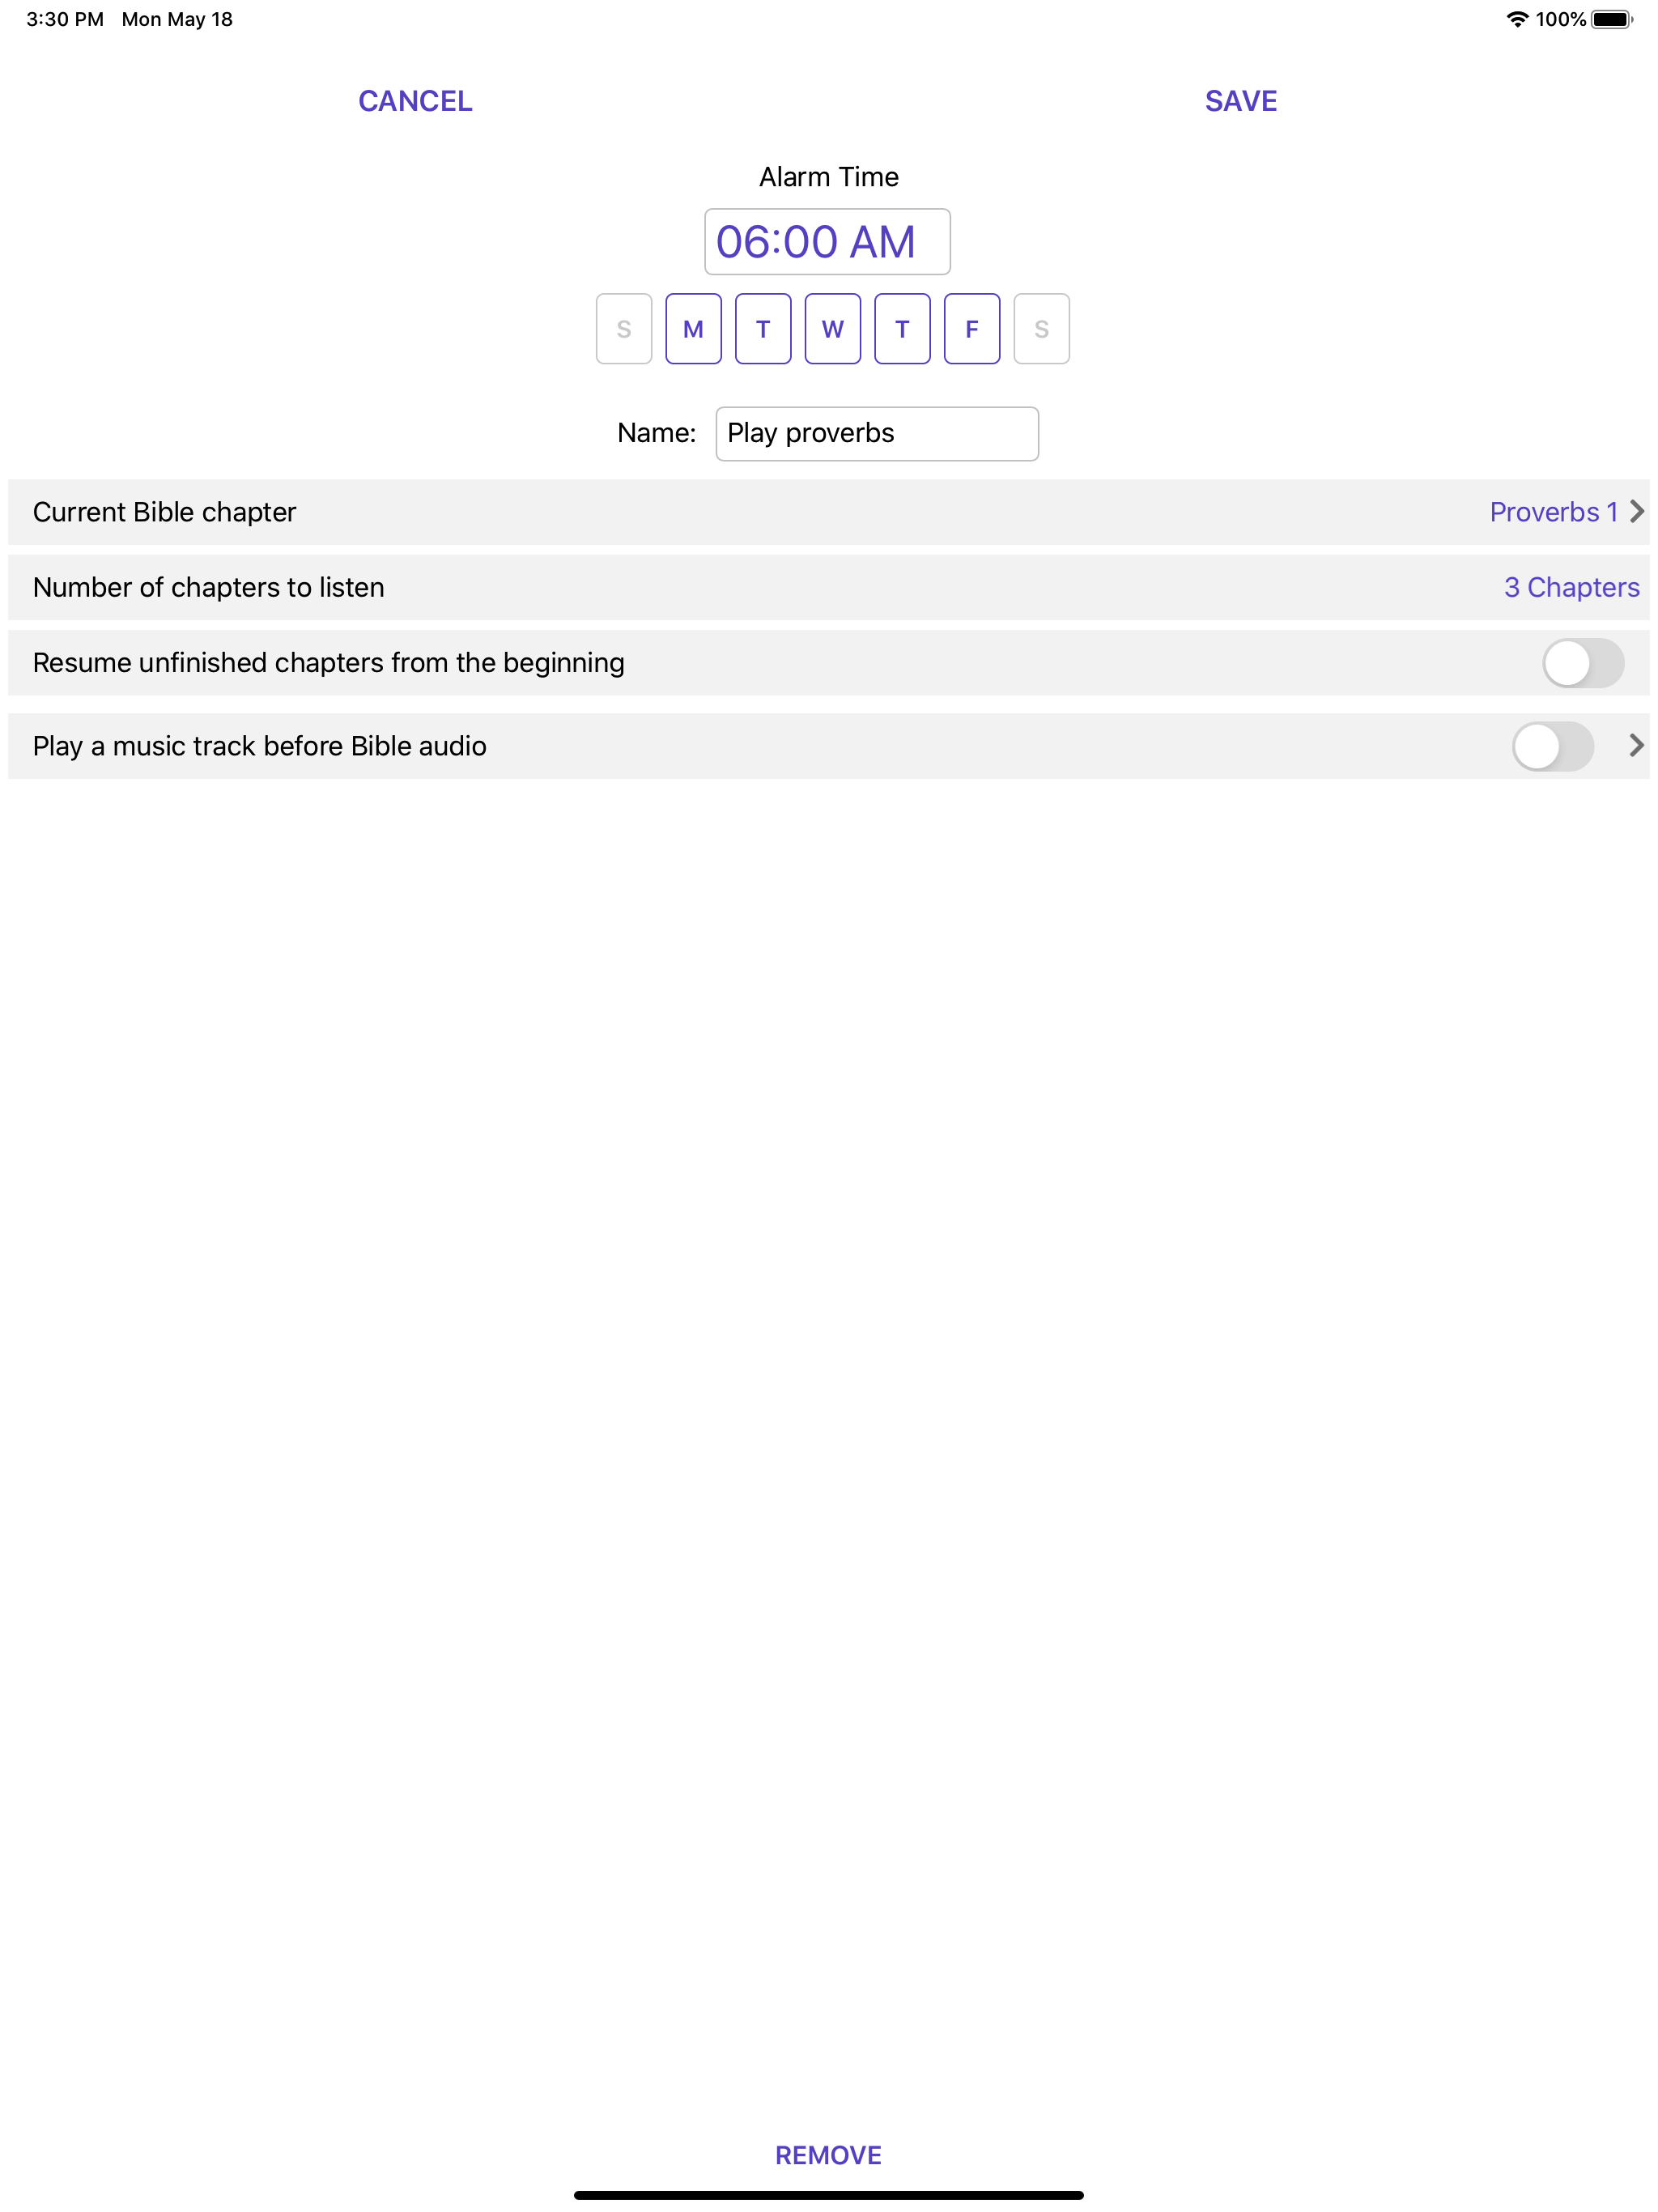 3:30 PM Mon May 18 100%
CANCEL SAVE
Alarm Time
06:00 AM
S M T W T F S
Name: Play proverbs
Current Bible chapter Proverbs 1
Number of chapters to listen 3 Chapters
Resume unfinished chapters from the beginning
Play a music track before Bible audio
REMOVE